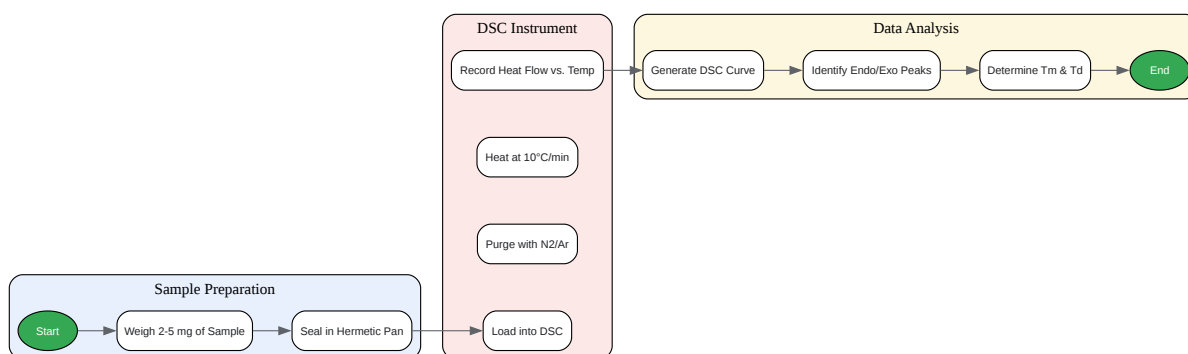 Sample Preparation
Start
Weigh 2-5 mg of Sample
Seal in Hermetic Pan
DSC Instrument
Load into DSC
Purge with N2/Ar
Heat at 10°C/min
Record Heat Flow vs. Temp
Data Analysis
Generate DSC Curve
Identify Endo/Exo Peaks
Determine Tm & Td
End